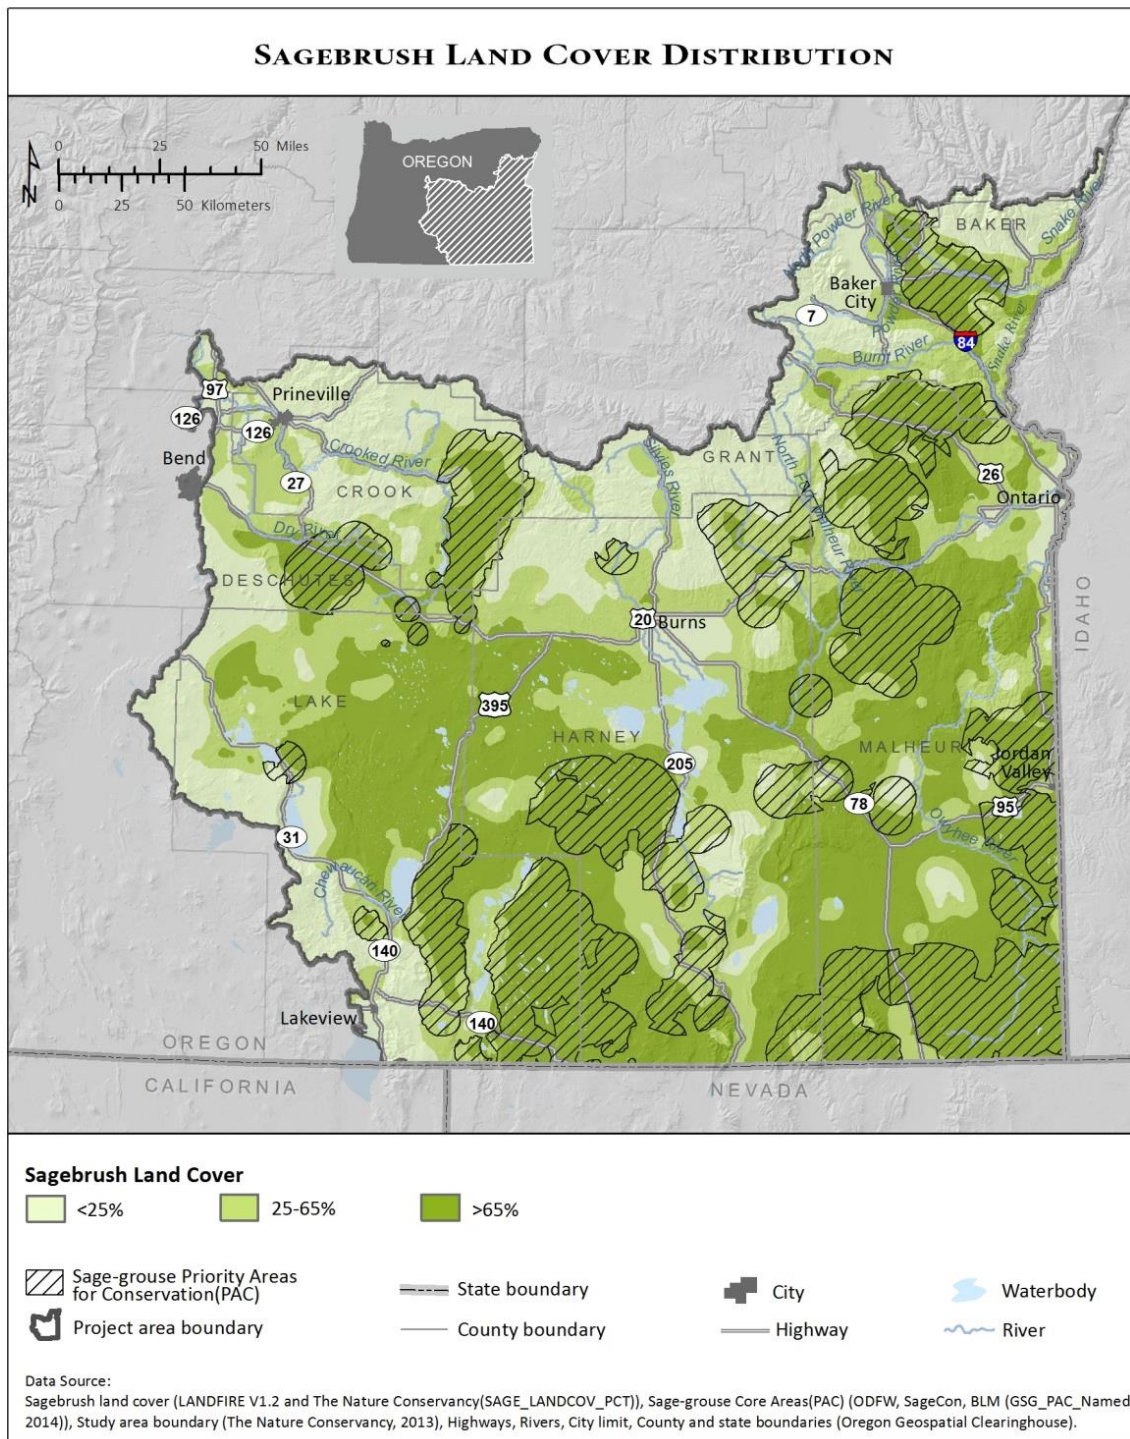 SAGEBRUSH LAND COVER DISTRIBUTION
0 25 50 Miles
0 25 50 Kilometers
N
OREGON
BAKER
Snake River
North Powder River
Baker City
Powder River
7
84
Burnt River
Snake River
97
Prineville
126
126
Crooked River
Bend
27
CROOK
Silvies River
GRANT
North Fork Malheur River
26
Ontario
Dry River
DESCHUTES
20
Burns
IDAHO
LAKE
395
HARNEY
MALHEUR
Jordan
Valley
205
78
95
Owyhee River
31
Chewaucan River
140
Lakeview
140
OREGON
CALIFORNIA
NEVADA
Sagebrush Land Cover
<25% 25-65% >65%
Sage-grouse Priority Areas
for Conservation(PAC)
State boundary
City
Waterbody
Project area boundary
County boundary
Highway
River
Data Source:
Sagebrush land cover (LANDFIRE V1.2 and The Nature Conservancy(SAGE_LANDCOV_PCT)), Sage-grouse Core Areas(PAC) (ODFW, SageCon, BLM (GSG_PAC_Named
2014)), Study area boundary (The Nature Conservancy, 2013), Highways, Rivers, City limit, County and state boundaries (Oregon Geospatial Clearinghouse).